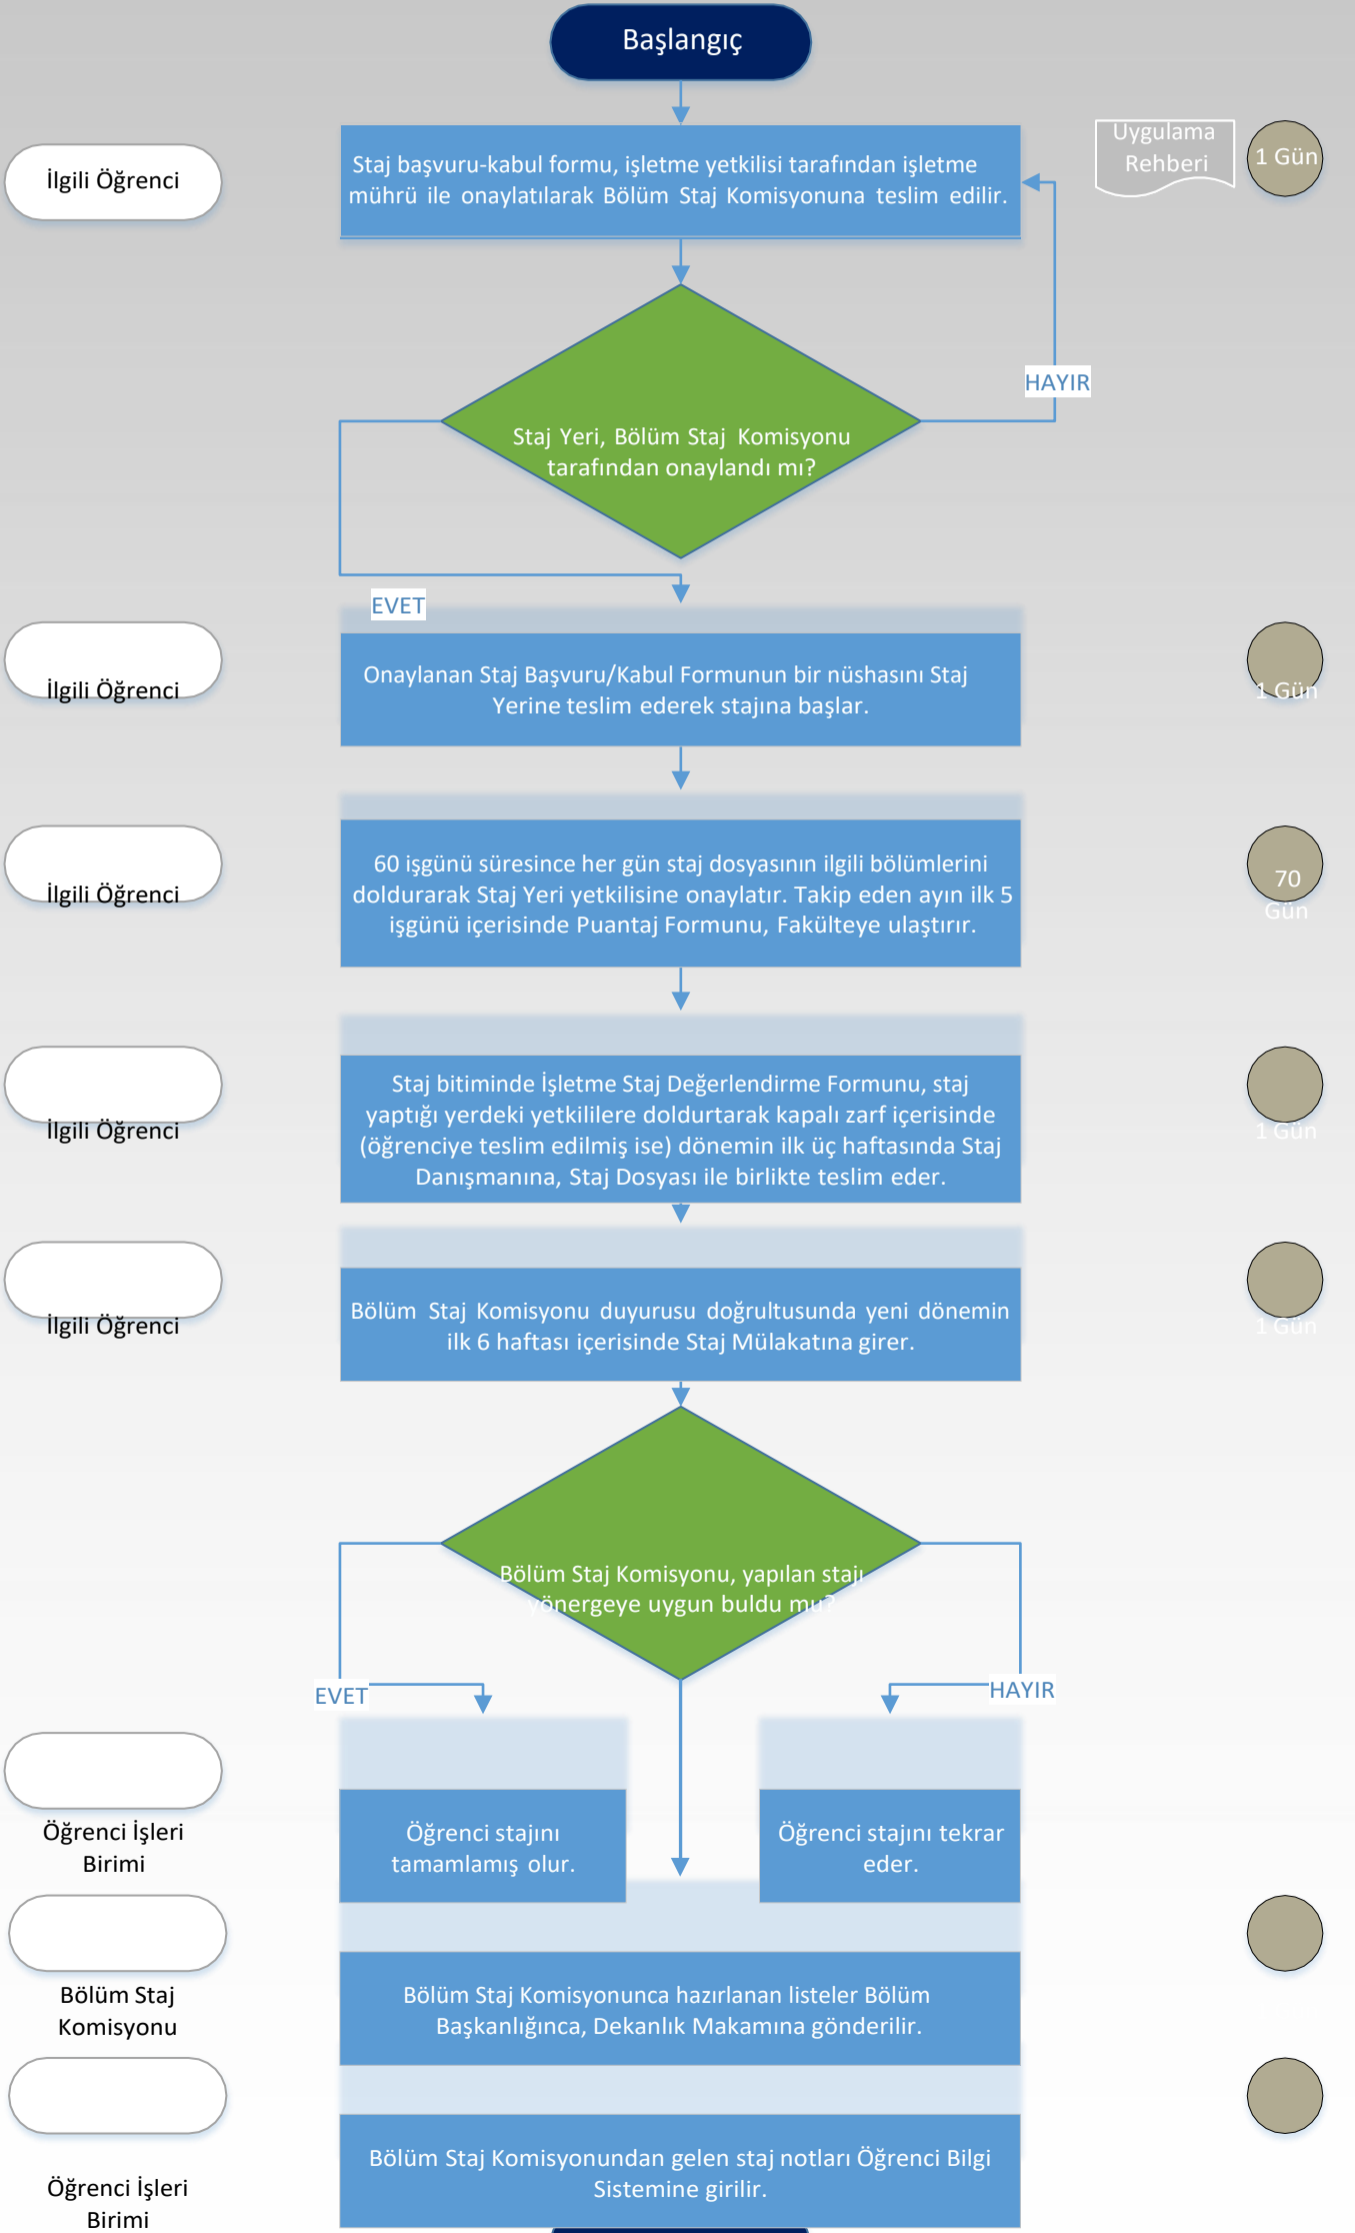 Başlangıç
İlgili Öğrenci
Staj başvuru-kabul formu, işletme yetkilisi tarafından işletme
mührü ile onaylatılarak Bölüm Staj Komisyonuna teslim edilir.
Uygulama
Rehberi
1 Gün
HAYIR
Staj Yeri, Bölüm Staj Komisyonu
tarafından onaylandı mı?
EVET
İlgili Öğrenci
Onaylanan Staj Başvuru/Kabul Formunun bir nüshasını Staj
Yerine teslim ederek stajına başlar.
1 Gün
İlgili Öğrenci
60 işgünü süresince her gün staj dosyasının ilgili bölümlerini
doldurarak Staj Yeri yetkilisine onaylatır. Takip eden ayın ilk 5
işgünü içerisinde Puantaj Formunu, Fakülteye ulaştırır.
70
Gün
İlgili Öğrenci
Staj bitiminde İşletme Staj Değerlendirme Formunu, staj
yaptığı yerdeki yetkililere doldurtarak kapalı zarf içerisinde
(öğrenciye teslim edilmiş ise) dönemin ilk üç haftasında Staj
Danışmanına, Staj Dosyası ile birlikte teslim eder.
1 Gün
İlgili Öğrenci
Bölüm Staj Komisyonu duyurusu doğrultusunda yeni dönemin
ilk 6 haftası içerisinde Staj Mülakatına girer.
1 Gün
Bölüm Staj Komisyonu, yapılan stajı
yönergeye uygun buldu mu?
EVET
HAYIR
Öğrenci İşleri
Birimi
Öğrenci stajını
tamamlamış olur.
Öğrenci stajını tekrar
eder.
Bölüm Staj
Komisyonu
Bölüm Staj Komisyonunca hazırlanan listeler Bölüm
Başkanlığınca, Dekanlık Makamına gönderilir.
Öğrenci İşleri
Birimi
Bölüm Staj Komisyonundan gelen staj notları Öğrenci Bilgi
Sistemine girilir.